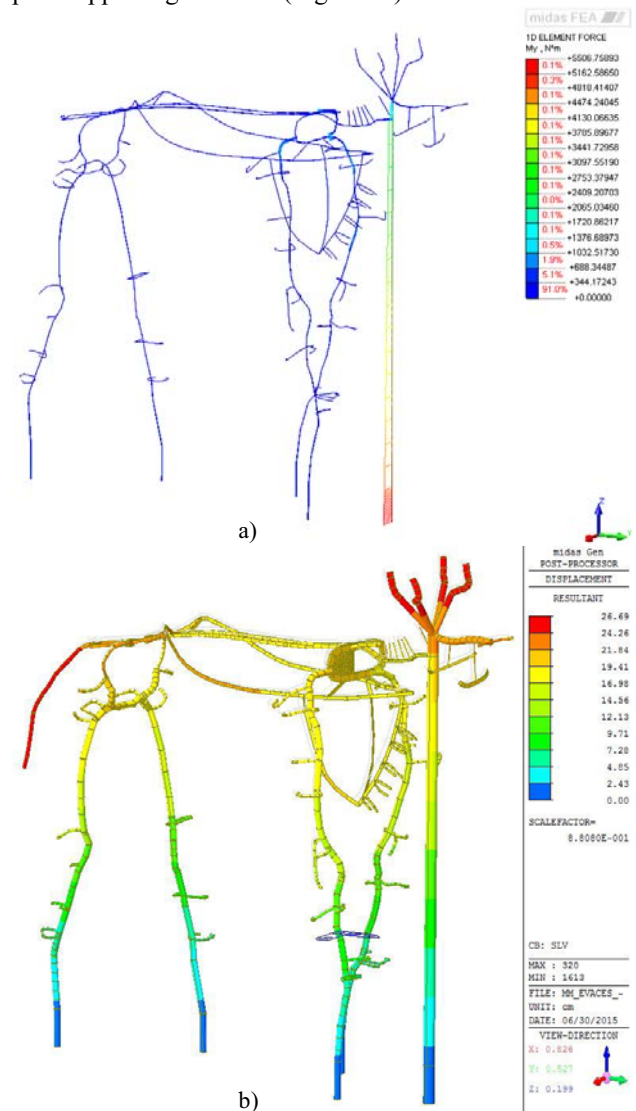 midas FEA
1D ELEMENT FORCE
My , N*m
+5506.75893
0.1%
+5162.58650
0.3%
+4818.41407
0.1%
+4474.24045
0.1%
+4130.06635
0.1%
+3785.89677
0.1%
+3441.72958
0.1%
+3097.55190
0.1%
+2753.37947
0.1%
+2409.20703
0.0%
+2065.03460
0.1%
+1720.86217
0.1%
+1376.68973
0.5%
+1032.51730
1.9%
+688.34487
5.1%
+344.17243
91.0%
+0.00000
Z
Y
a)
midas Gen
POST-PROCESSOR
DISPLACEMENT
RESULTANT
26.69
24.26
21.84
19.41
16.98
14.56
12.13
9.71
7.28
4.85
2.43
0.00
SCALEFACTOR=
8.8080E-001
CB: SLV
MAX : 320
MIN : 1613
FILE: MM_EVACES_~
UNIT: cm
DATE: 06/30/2015
VIEW-DIRECTION
X: 0.826
Y: 0.527
Z: 0.199
b)